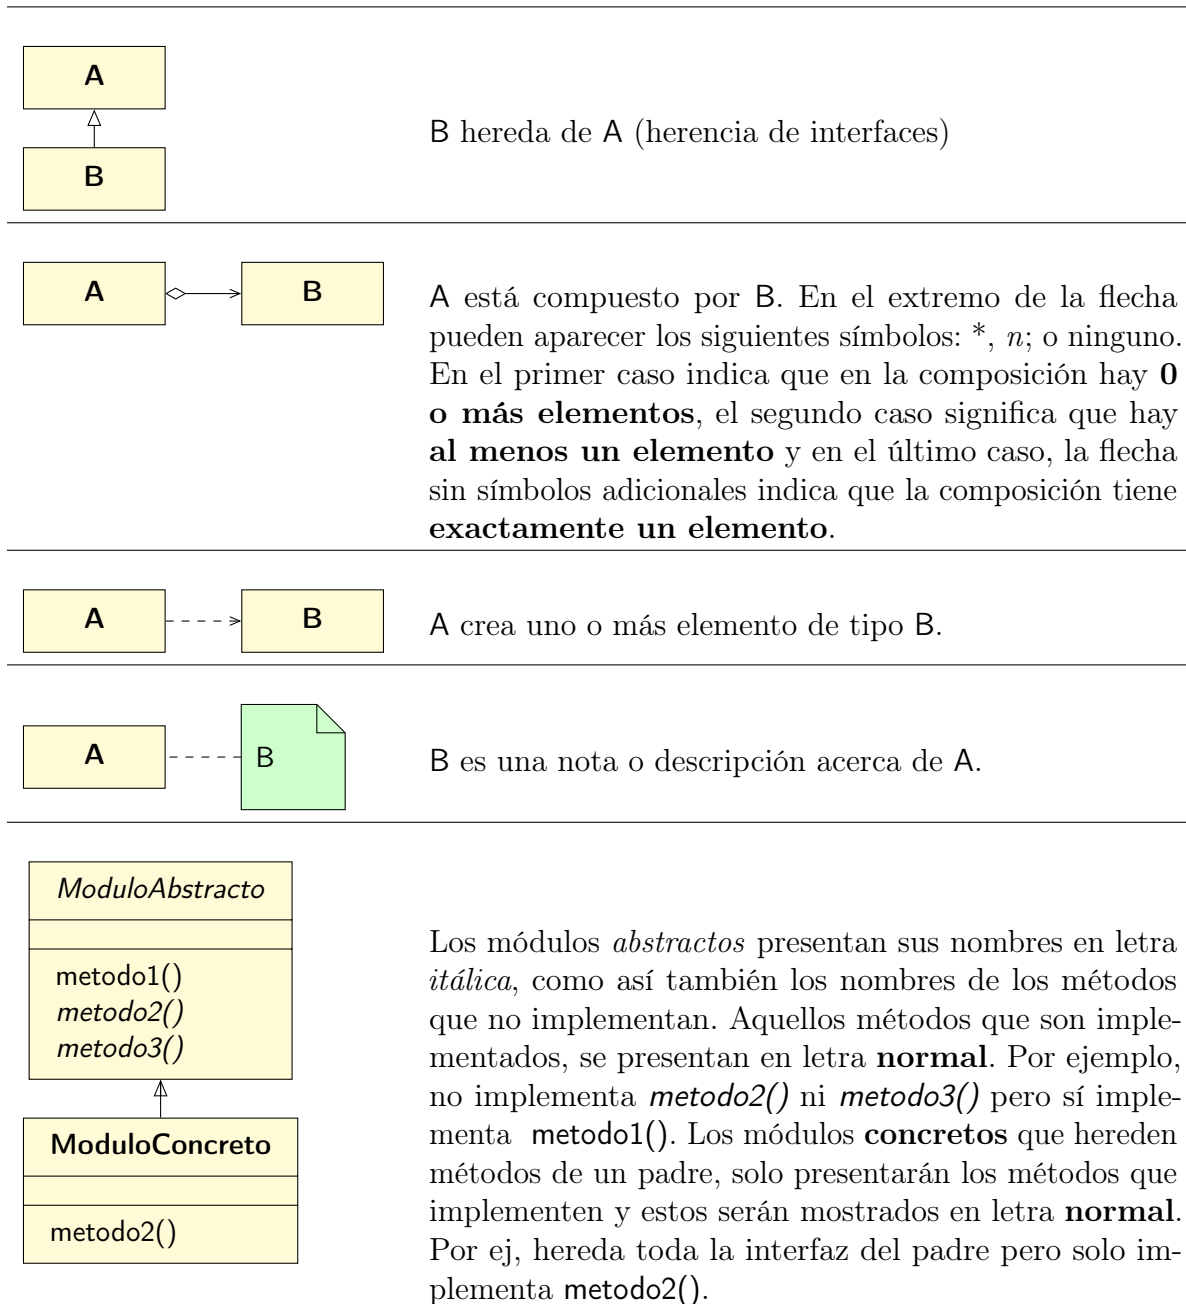 A
B
B hereda de A (herencia de interfaces)
A
B
A está compuesto por B. En el extremo de la flecha
pueden aparecer los siguientes símbolos: *, n; o ninguno.
En el primer caso indica que en la composición hay 0
o más elementos, el segundo caso significa que hay
al menos un elemento y en el último caso, la flecha
sin símbolos adicionales indica que la composición tiene
exactamente un elemento.
A
B
A crea uno o más elemento de tipo B.
A
B
B es una nota o descripción acerca de A.
ModuloAbstracto
metodo1()
metodo2()
metodo3()
ModuloConcreto
metodo2()
Los módulos abstractos presentan sus nombres en letra
itálica, como así también los nombres de los métodos
que no implementan. Aquellos métodos que son imple-
mentados, se presentan en letra normal. Por ejemplo,
no implementa metodo2() ni metodo3() pero sí imple-
menta metodo1(). Los módulos concretos que hereden
métodos de un padre, solo presentarán los métodos que
implementen y estos serán mostrados en letra normal.
Por ej, hereda toda la interfaz del padre pero solo im-
plementa metodo2().